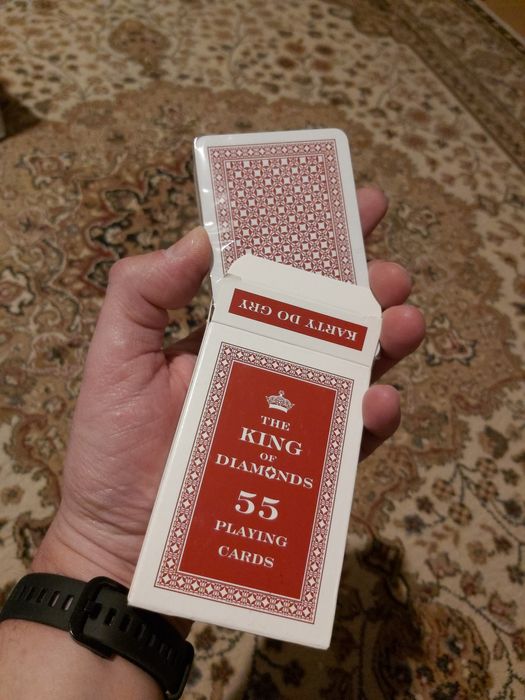 KARTY DO GRY
THE
KING
OF
DIAMONDS
55
PLAYING
CARDS